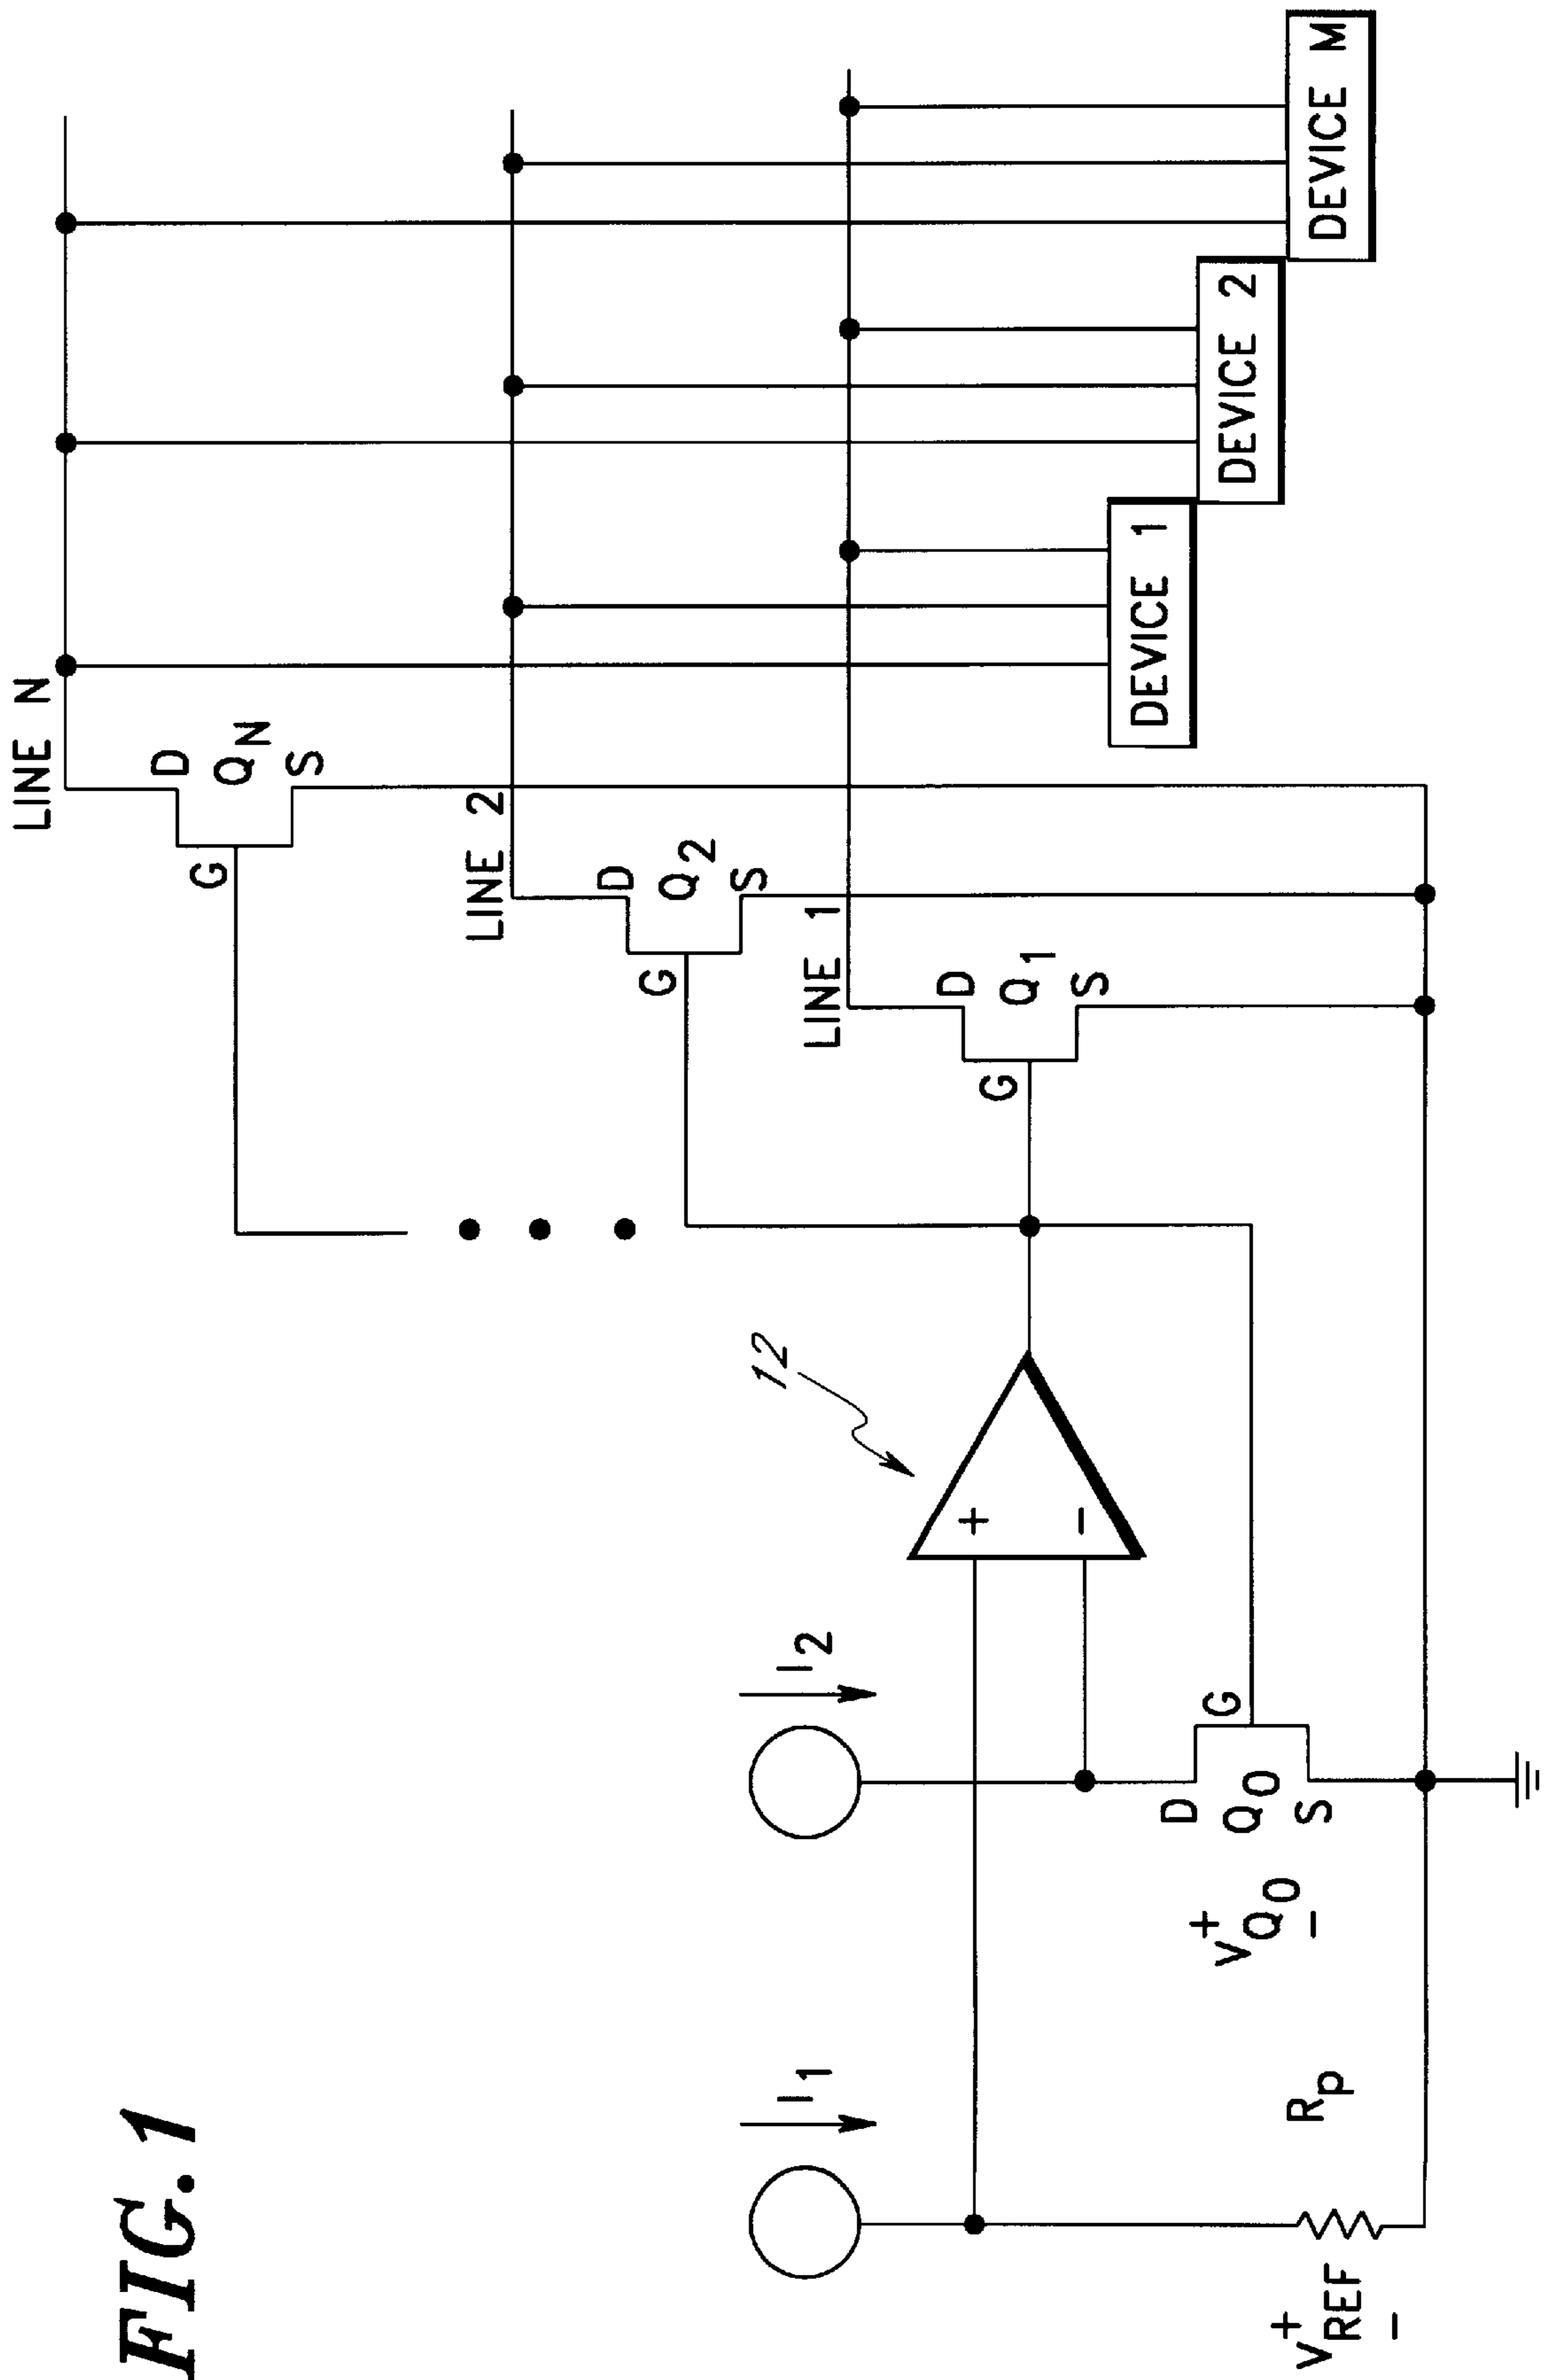 FIG. 1
LINE N
D
G
Q_N
S
LINE 2
D
G
Q_2
S
LINE 1
D
G
Q_1
S
12
I_1
I_2
+
-
D
G
Q_0
S
+
V_Q_0
-
R_p
+
V_REF
-
DEVICE 1
DEVICE 2
DEVICE M